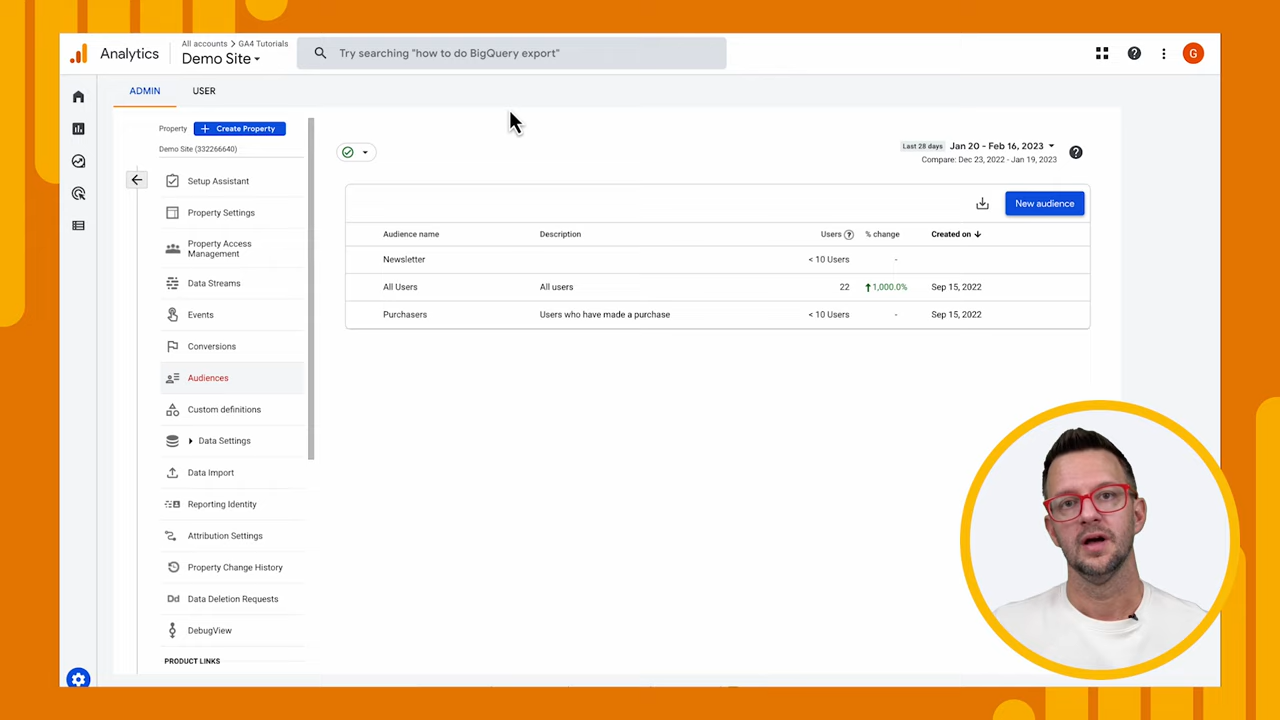 Analytics
All accounts > GA4 Tutorials
Demo Site
Try searching "how to do BigQuery export"
G
ADMIN
USER
Property
+ Create Property
Demo Site (332266640)
Setup Assistant
Property Settings
Property Access
Management
Data Streams
Events
Conversions
Audiences
Custom definitions
Data Settings
Data Import
Reporting Identity
Attribution Settings
Property Change History
Dd Data Deletion Requests
DebugView
PRODUCT LINKS
Last 28 days Jan 20 - Feb 16, 2023
Compare: Dec 23, 2022 - Jan 19, 2023
New audience
Audience name Description Users % change Created on
Newsletter < 10 Users -
All Users All users 22 1,000.0% Sep 15, 2022
Purchasers Users who have made a purchase < 10 Users - Sep 15, 2022